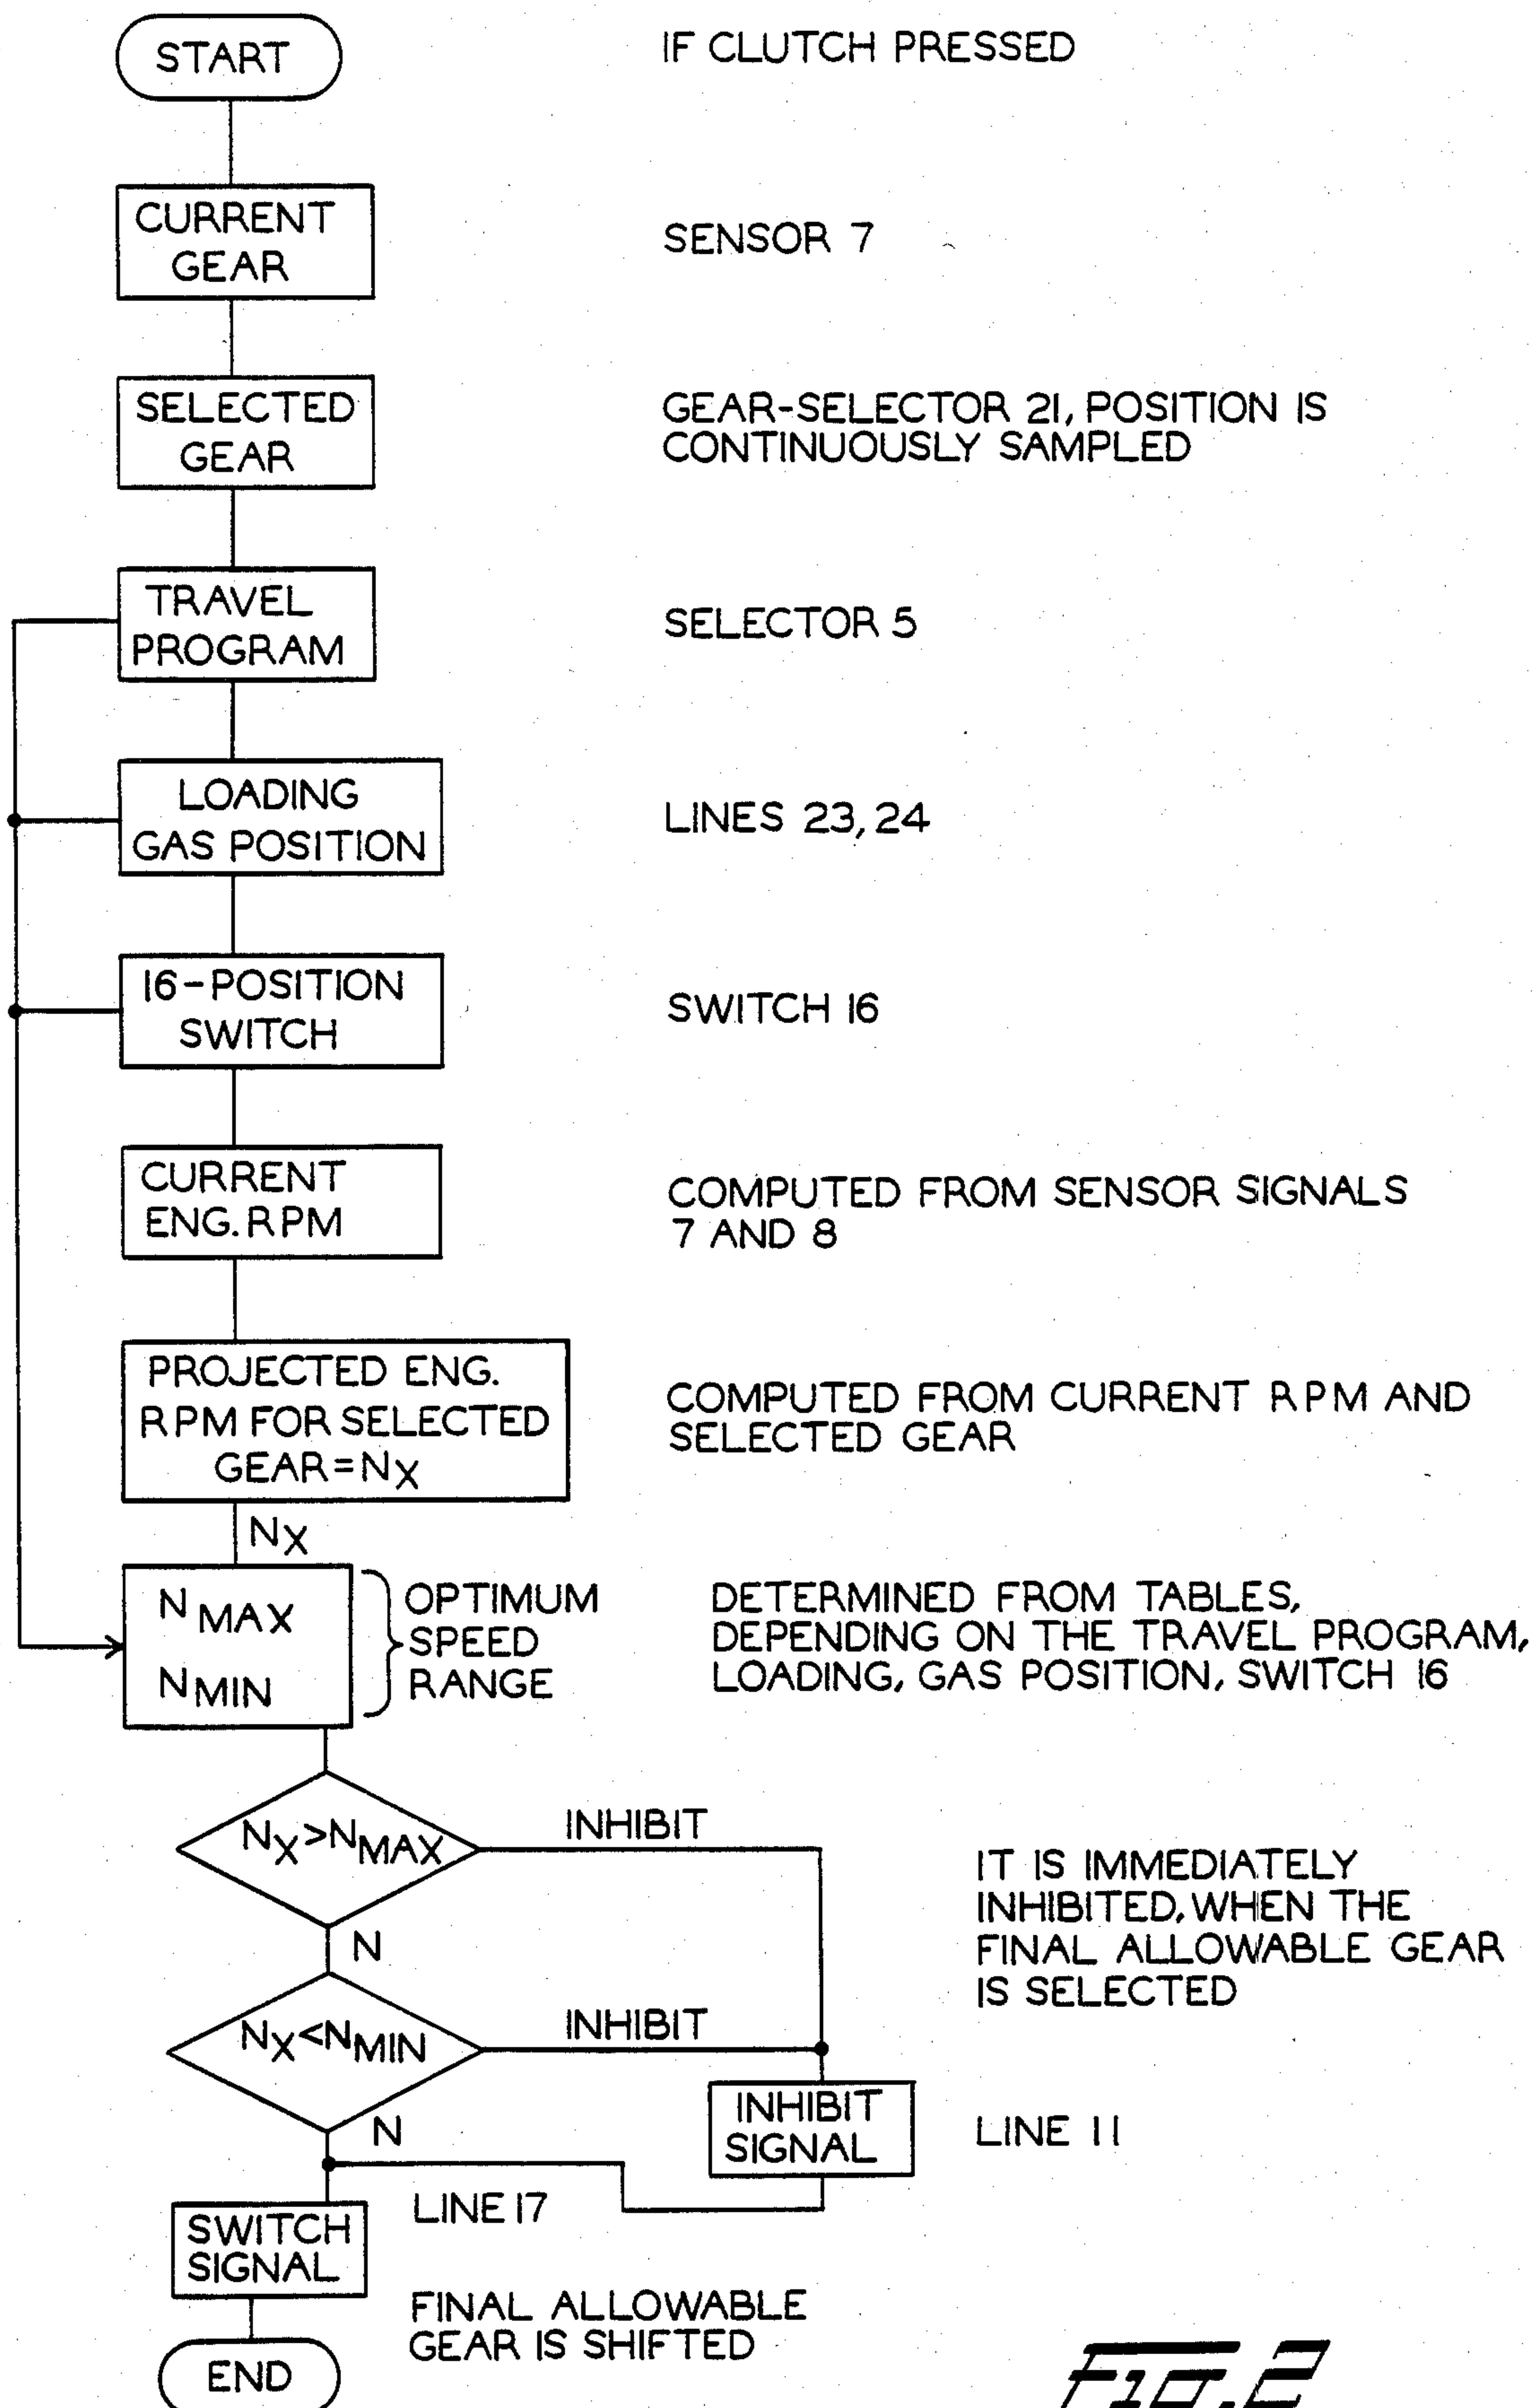 START
IF CLUTCH PRESSED
CURRENT
GEAR
SENSOR 7
SELECTED
GEAR
GEAR-SELECTOR 21, POSITION IS
CONTINUOUSLY SAMPLED
TRAVEL
PROGRAM
SELECTOR 5
LOADING
GAS POSITION
LINES 23, 24
16-POSITION
SWITCH
SWITCH 16
CURRENT
ENG. RPM
COMPUTED FROM SENSOR SIGNALS
7 AND 8
PROJECTED ENG.
RPM FOR SELECTED
GEAR=NX
COMPUTED FROM CURRENT RPM AND
SELECTED GEAR
NX
N MAX
N MIN
OPTIMUM
SPEED
RANGE
DETERMINED FROM TABLES,
DEPENDING ON THE TRAVEL PROGRAM,
LOADING, GAS POSITION, SWITCH 16
NX>NMAX
INHIBIT
IT IS IMMEDIATELY
INHIBITED, WHEN THE
FINAL ALLOWABLE GEAR
IS SELECTED
N
NX<NMIN
INHIBIT
N
INHIBIT
SIGNAL
LINE 11
LINE 17
SWITCH
SIGNAL
FINAL ALLOWABLE
GEAR IS SHIFTED
END
FIG. 2